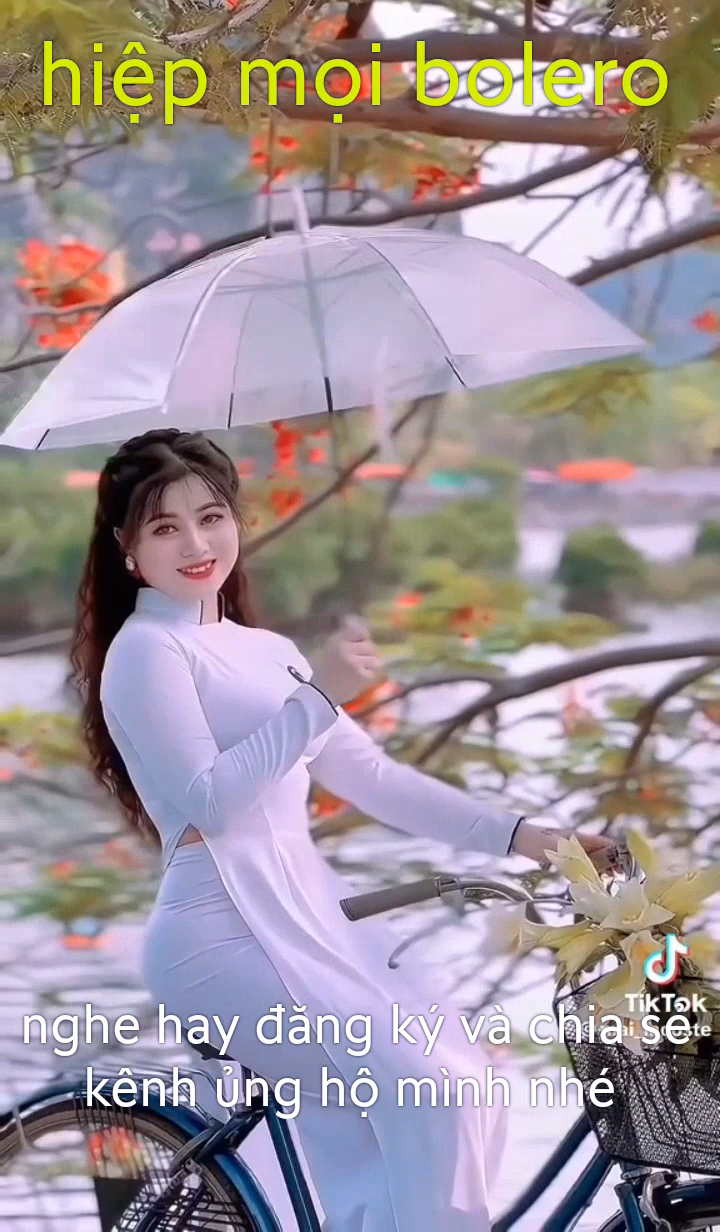 hiệp mọi bolero
TikTok
nghe hay đăng ký và chia sẻ
kênh ủng hộ mình nhé